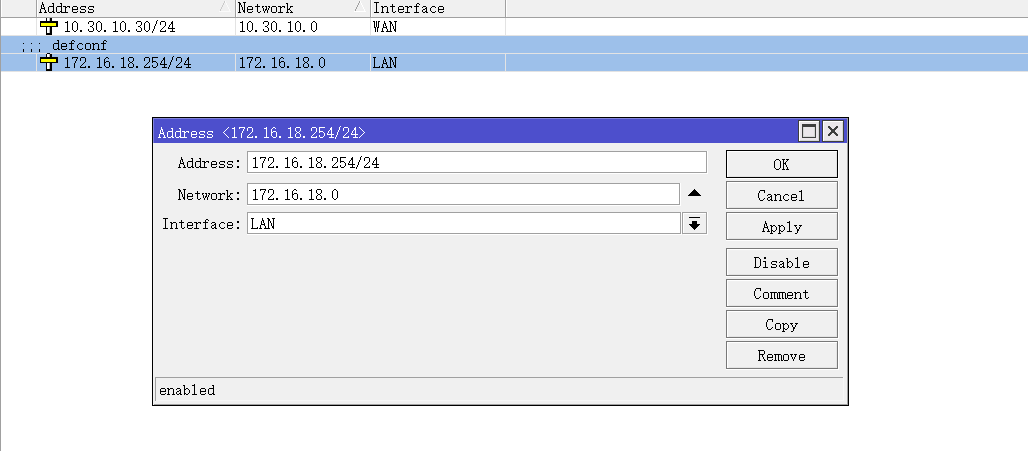 Address Network Interface
10.30.10.30/24 10.30.10.0 WAN
;;; defconf
172.16.18.254/24 172.16.18.0 LAN
Address <172.16.18.254/24>
Address: 172.16.18.254/24
OK
Network: 172.16.18.0
Cancel
Interface: LAN
Apply
Disable
Comment
Copy
Remove
enabled